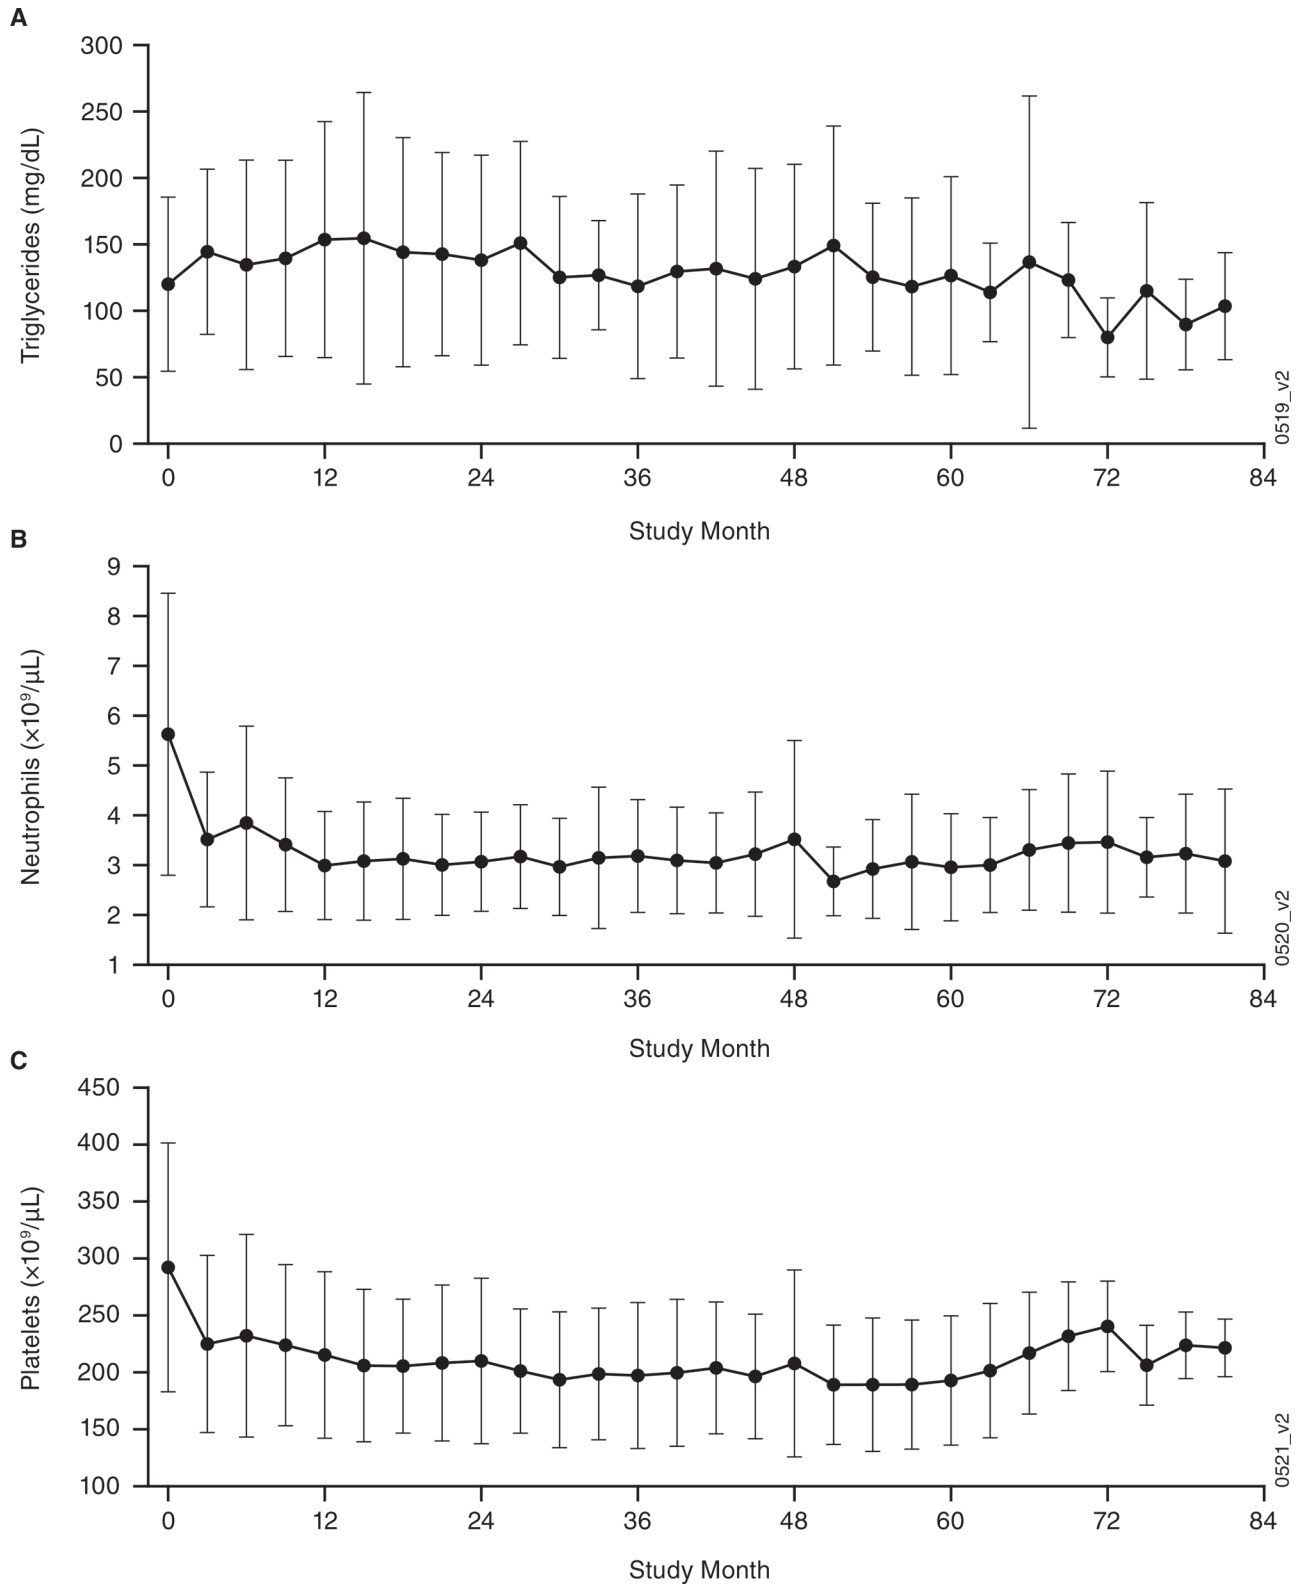 A
Triglycerides (mg/dL)
300
250
200
150
100
50
0
0 12 24 36 48 60 72 84
Study Month
0519_v2
B
Neutrophils (×10⁹/µL)
9
8
7
6
5
4
3
2
1
0 12 24 36 48 60 72 84
Study Month
0520_v2
C
Platelets (×10⁹/µL)
450
400
350
300
250
200
150
100
0 12 24 36 48 60 72 84
Study Month
0521_v2